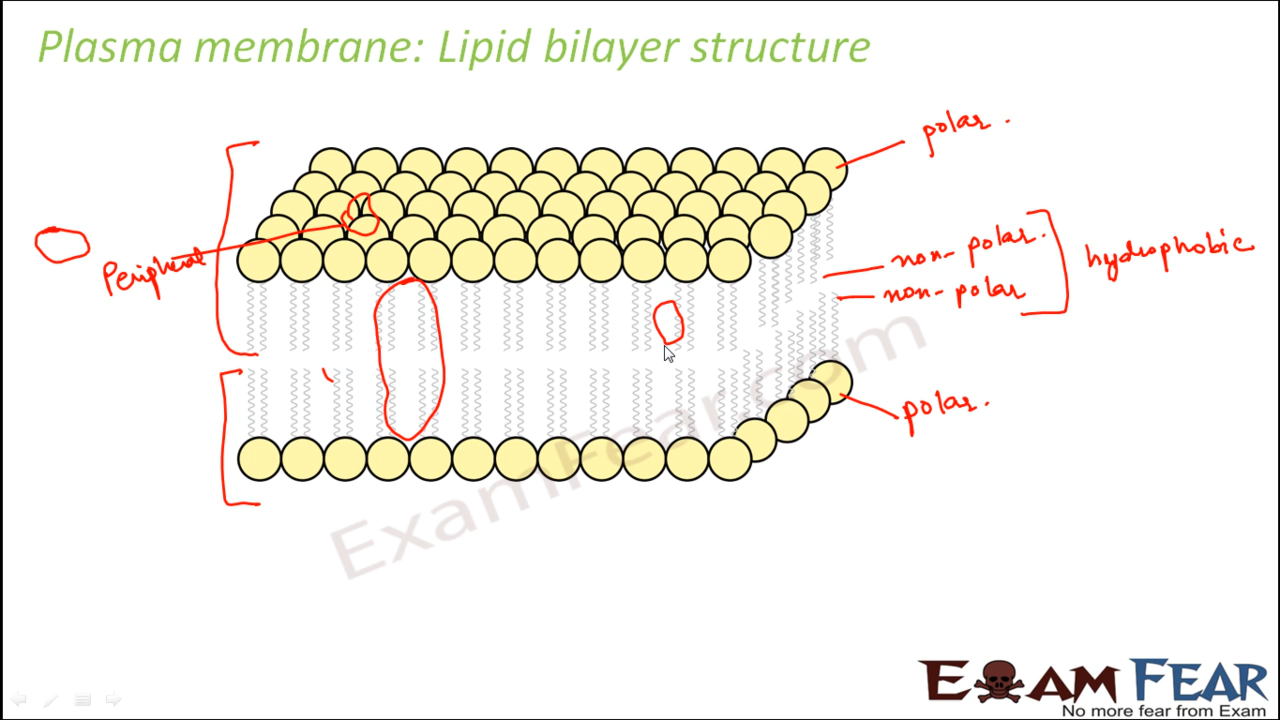 Plasma membrane: Lipid bilayer structure
polar.
non-polar.
hydrophobic
Peripheral
non-polar
polar.
ExamFear.com
EXAM FEAR
No more fear from Exam